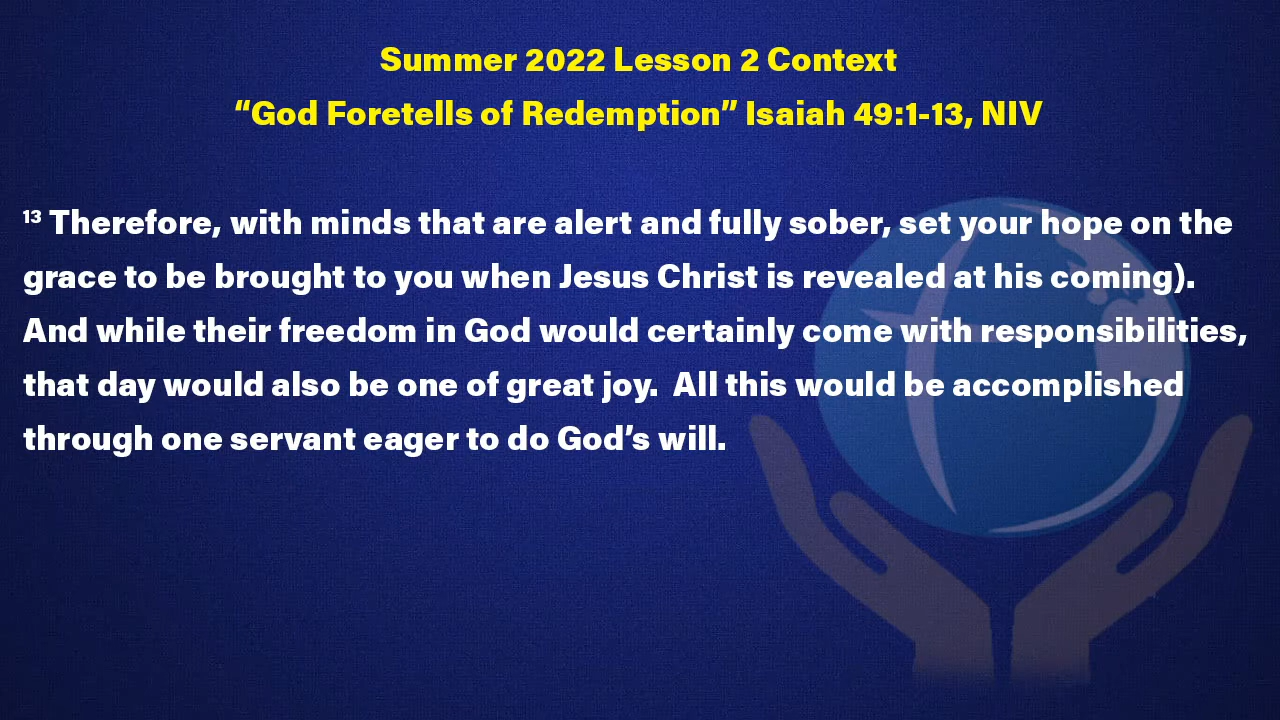 Summer 2022 Lesson 2 Context
“God Foretells of Redemption” Isaiah 49:1-13, NIV
¹³ Therefore, with minds that are alert and fully sober, set your hope on the
grace to be brought to you when Jesus Christ is revealed at his coming).
And while their freedom in God would certainly come with responsibilities,
that day would also be one of great joy.  All this would be accomplished
through one servant eager to do God’s will.